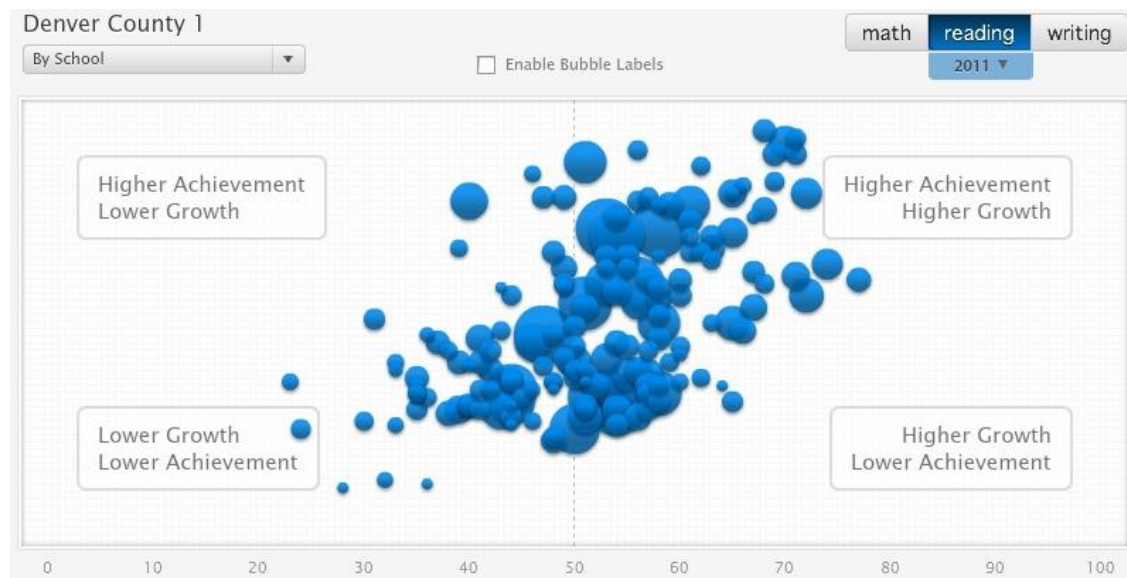 Denver County 1
By School
Enable Bubble Labels
math reading writing
2011
Higher Achievement
Lower Growth
Higher Achievement
Higher Growth
Lower Growth
Lower Achievement
Higher Growth
Lower Achievement
0 10 20 30 40 50 60 70 80 90 100